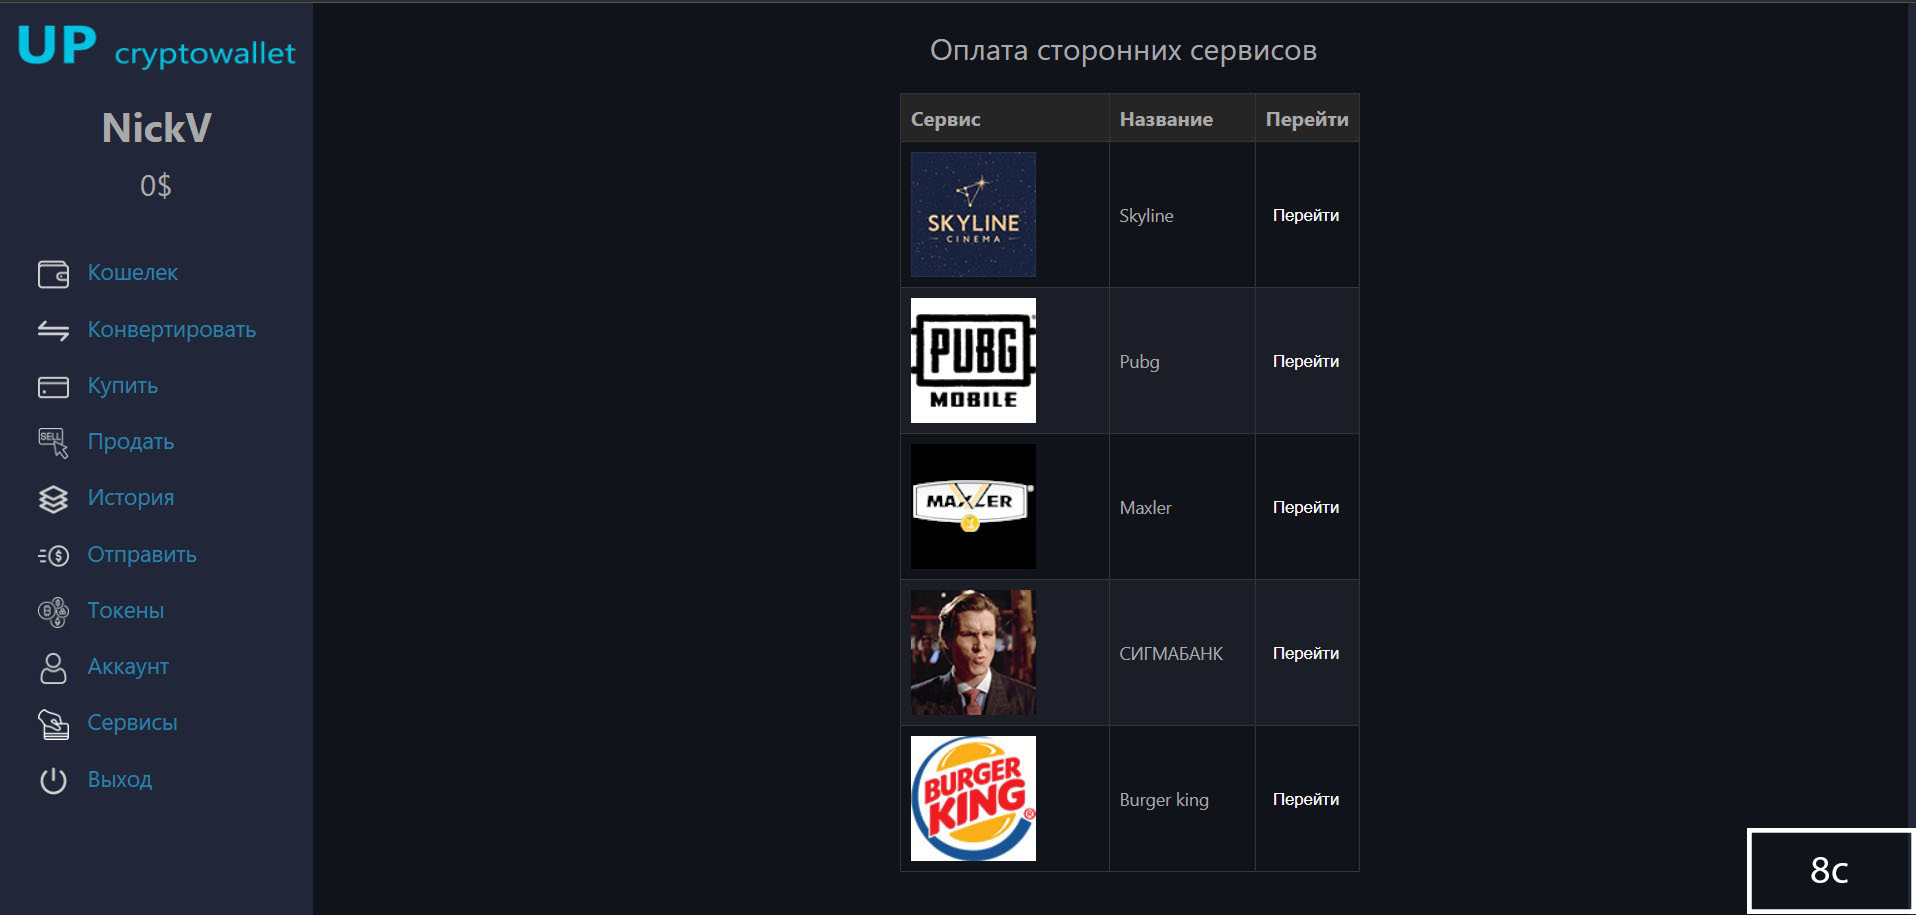 UP cryptowallet
NickV
0$
Кошелек
Конвертировать
Купить
SELL Продать
История
Отправить
Токены
Аккаунт
Сервисы
Выход
Оплата сторонних сервисов
Сервис Название Перейти
SKYLINE
CINEMA
Skyline Перейти
PUBG
MOBILE
Pubg Перейти
MAXLER
1
Maxler Перейти
СИГМАБАНК Перейти
BURGER
KING®
Burger king Перейти
8с